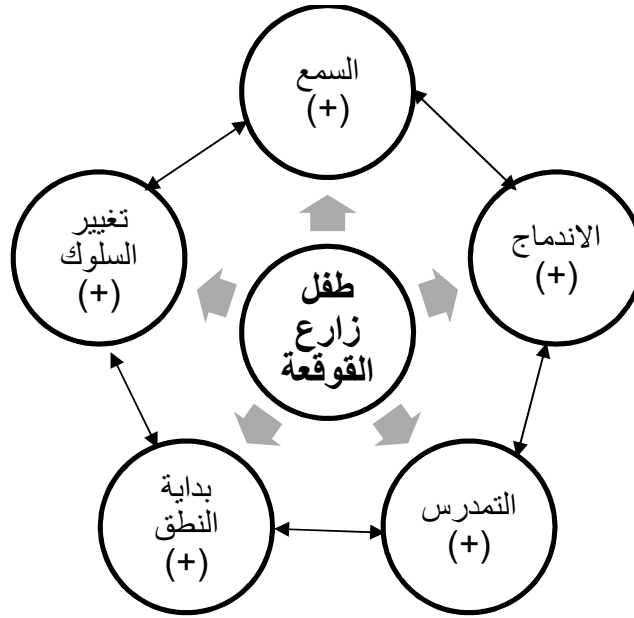 السمع
(+)
تغيير
السلوك
(+)
الاندماج
(+)
طفل
زارع
القوقعة
بداية
النطق
(+)
التمدرس
(+)